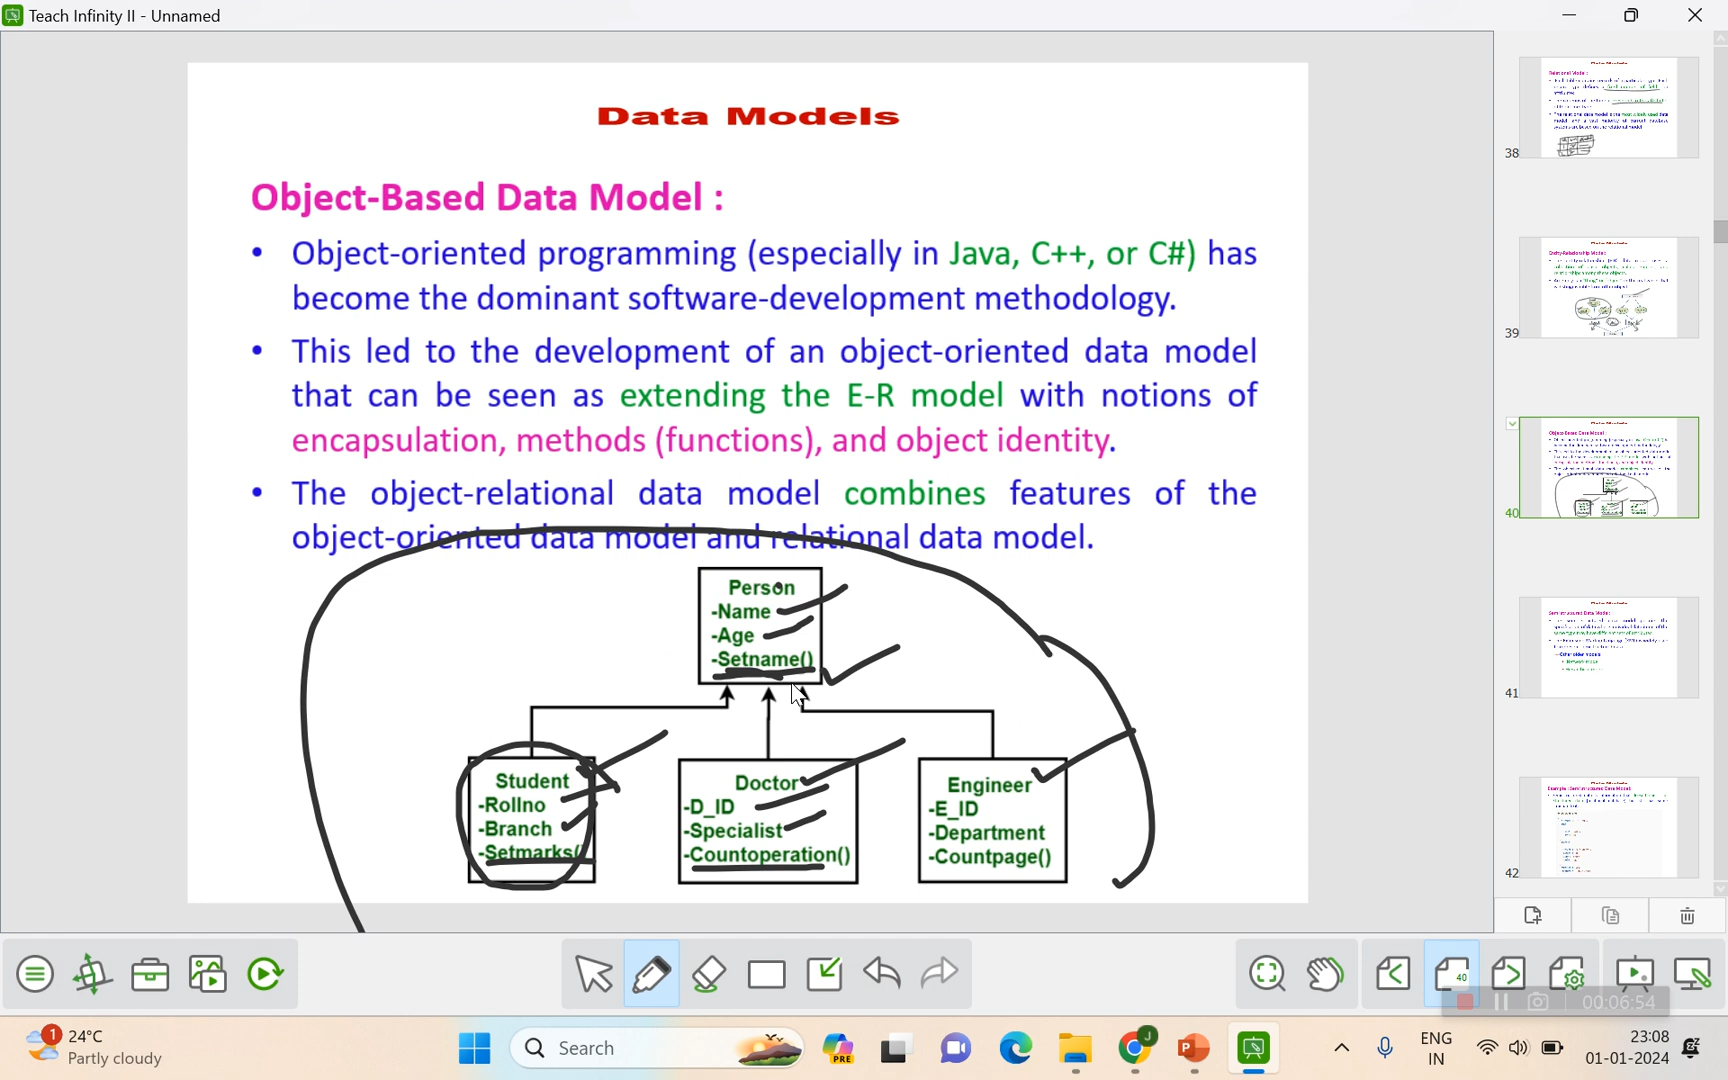 Teach Infinity II - Unnamed
Data Models
Object-Based Data Model :
• Object-oriented programming (especially in Java, C++, or C#) has
become the dominant software-development methodology.
• This led to the development of an object-oriented data model
that can be seen as extending the E-R model with notions of
encapsulation, methods (functions), and object identity.
• The object-relational data model combines features of the
object-oriented data model and relational data model.
Person
-Name
-Age
-Setname()
Student
-Rollno
-Branch
-Setmarks()
Doctor
-D_ID
-Specialist
-Countoperation()
Engineer
-E_ID
-Department
-Countpage()
38
39
40
41
42
40
00:06:54
1
24°C
Partly cloudy
Search
PRE
J
ENG
IN
23:08
01-01-2024